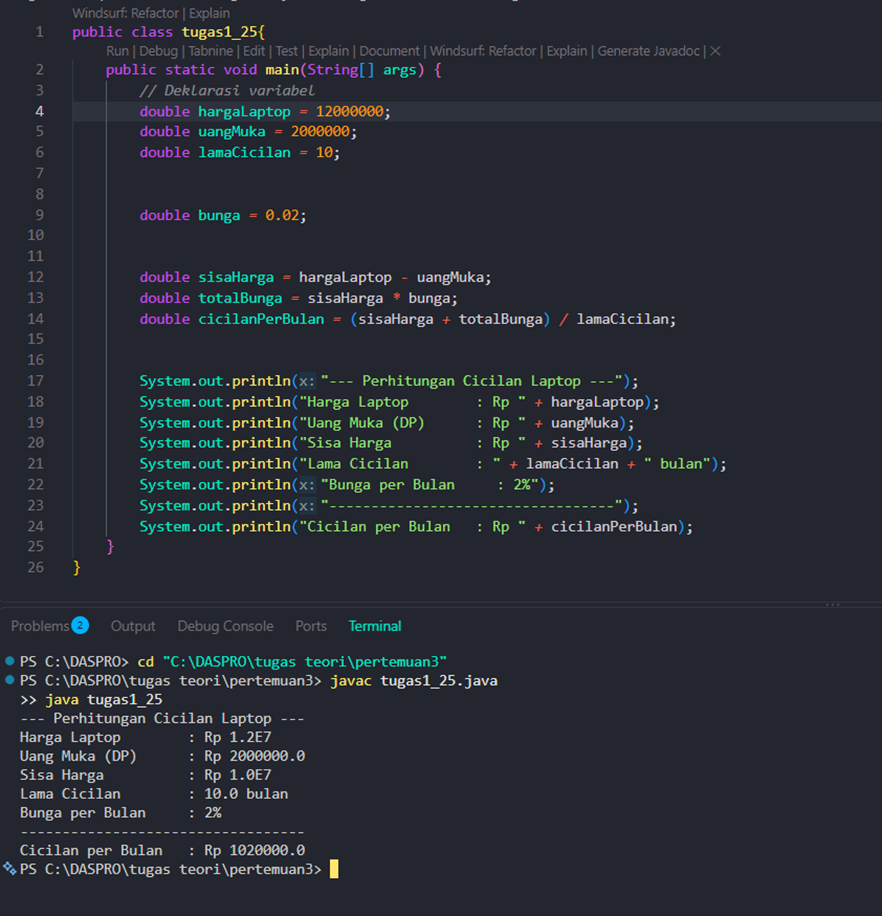 Windsurf: Refactor | Explain
1 public class tugas1_25{
Run | Debug | Tabnine | Edit | Test | Explain | Document | Windsurf: Refactor | Explain | Generate Javadoc | ×
2 public static void main(String[] args) {
3 // Deklarasi variabel
4 double hargaLaptop = 12000000;
5 double uangMuka = 2000000;
6 double lamaCicilan = 10;
7
8
9 double bunga = 0.02;
10
11
12 double sisaHarga = hargaLaptop - uangMuka;
13 double totalBunga = sisaHarga * bunga;
14 double cicilanPerBulan = (sisaHarga + totalBunga) / lamaCicilan;
15
16
17 System.out.println(x: "--- Perhitungan Cicilan Laptop ---");
18 System.out.println("Harga Laptop        : Rp " + hargaLaptop);
19 System.out.println("Uang Muka (DP)      : Rp " + uangMuka);
20 System.out.println("Sisa Harga          : Rp " + sisaHarga);
21 System.out.println("Lama Cicilan        : " + lamaCicilan + " bulan");
22 System.out.println(x: "Bunga per Bulan     : 2%");
23 System.out.println(x: "----------------------------------");
24 System.out.println("Cicilan per Bulan   : Rp " + cicilanPerBulan);
25 }
26 }
Problems 2 Output Debug Console Ports Terminal
PS C:\DASPRO> cd "C:\DASPRO\tugas teori\pertemuan3"
PS C:\DASPRO\tugas teori\pertemuan3> javac tugas1_25.java
>> java tugas1_25
--- Perhitungan Cicilan Laptop ---
Harga Laptop        : Rp 1.2E7
Uang Muka (DP)      : Rp 2000000.0
Sisa Harga          : Rp 1.0E7
Lama Cicilan        : 10.0 bulan
Bunga per Bulan     : 2%
----------------------------------
Cicilan per Bulan   : Rp 1020000.0
PS C:\DASPRO\tugas teori\pertemuan3>